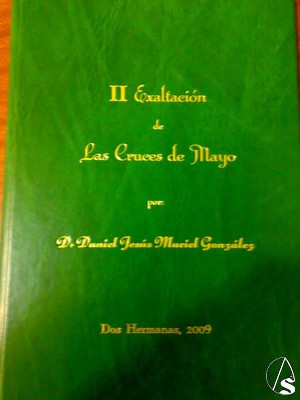 II Exaltación
de
Las Cruces de Mayo
por:
D. Daniel Jesús Muriel González
Dos Hermanas, 2009